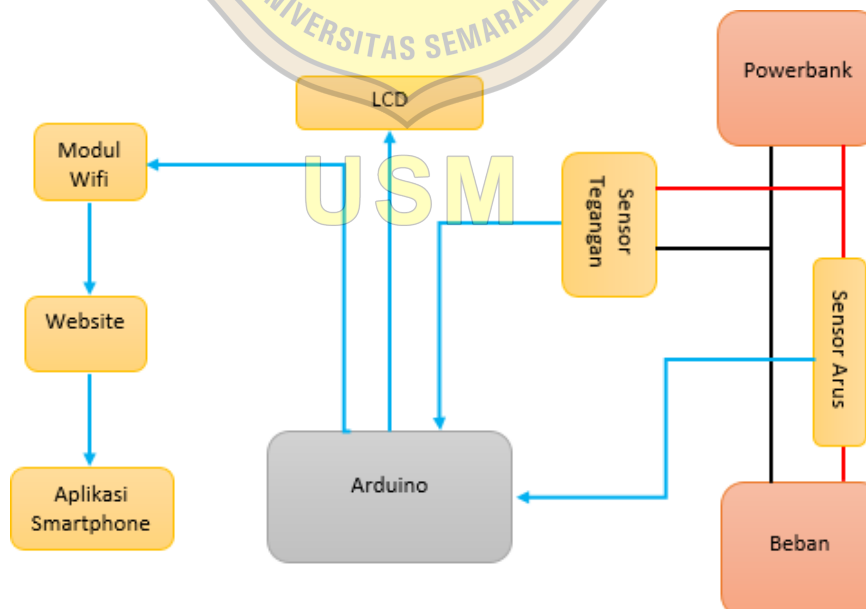 UNIVERSITAS SEMARANG
USM
Powerbank
LCD
Modul
Wifi
Sensor
Tegangan
Website
Sensor Arus
Arduino
Aplikasi
Smartphone
Beban